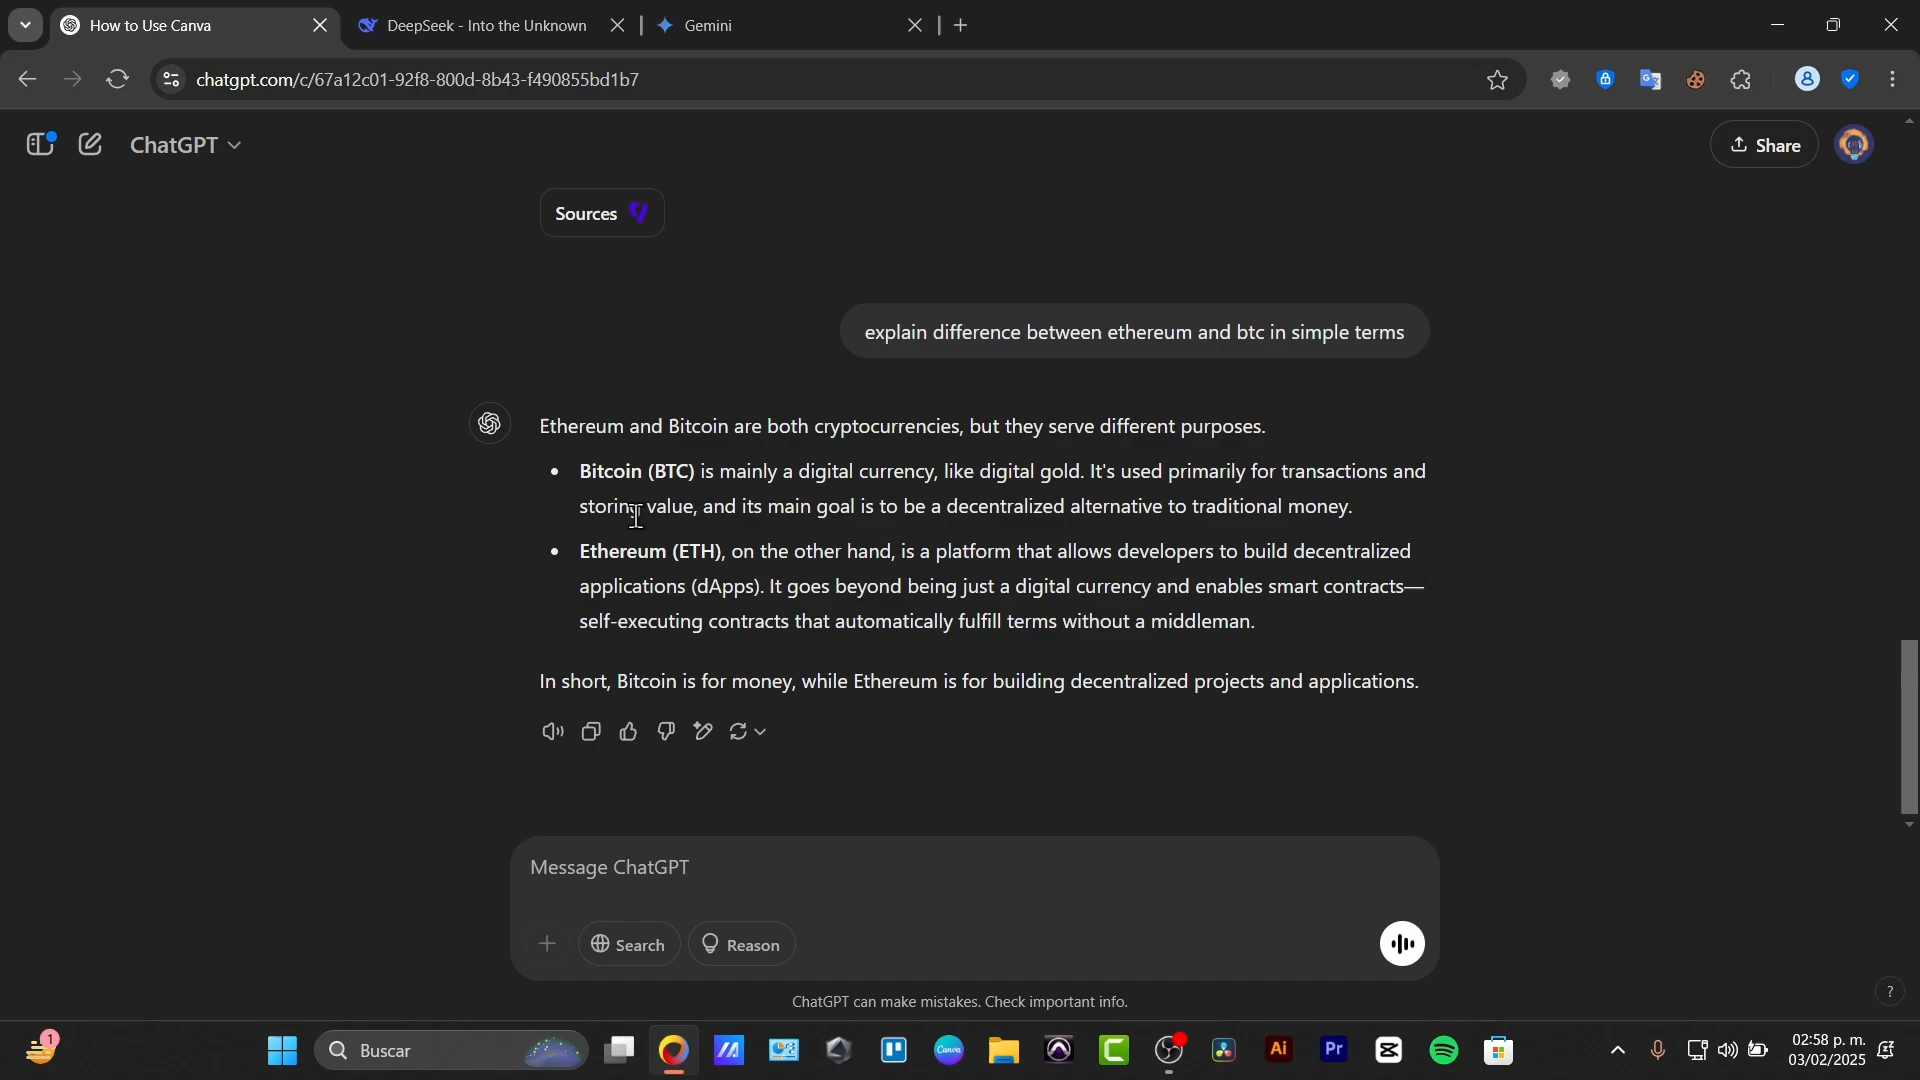 How to Use Canva
DeepSeek - Into the Unknown
Gemini
chatgpt.com/c/67a12c01-92f8-800d-8b43-f490855bd1b7
ChatGPT
Share
Sources
explain difference between ethereum and btc in simple terms
Ethereum and Bitcoin are both cryptocurrencies, but they serve different purposes.
• Bitcoin (BTC) is mainly a digital currency, like digital gold. It's used primarily for transactions and
storing value, and its main goal is to be a decentralized alternative to traditional money.
• Ethereum (ETH), on the other hand, is a platform that allows developers to build decentralized
applications (dApps). It goes beyond being just a digital currency and enables smart contracts—
self-executing contracts that automatically fulfill terms without a middleman.
In short, Bitcoin is for money, while Ethereum is for building decentralized projects and applications.
Message ChatGPT
Search
Reason
ChatGPT can make mistakes. Check important info.
?
1
Buscar
Canva
Ai
Pr
02:58 p. m.
03/02/2025